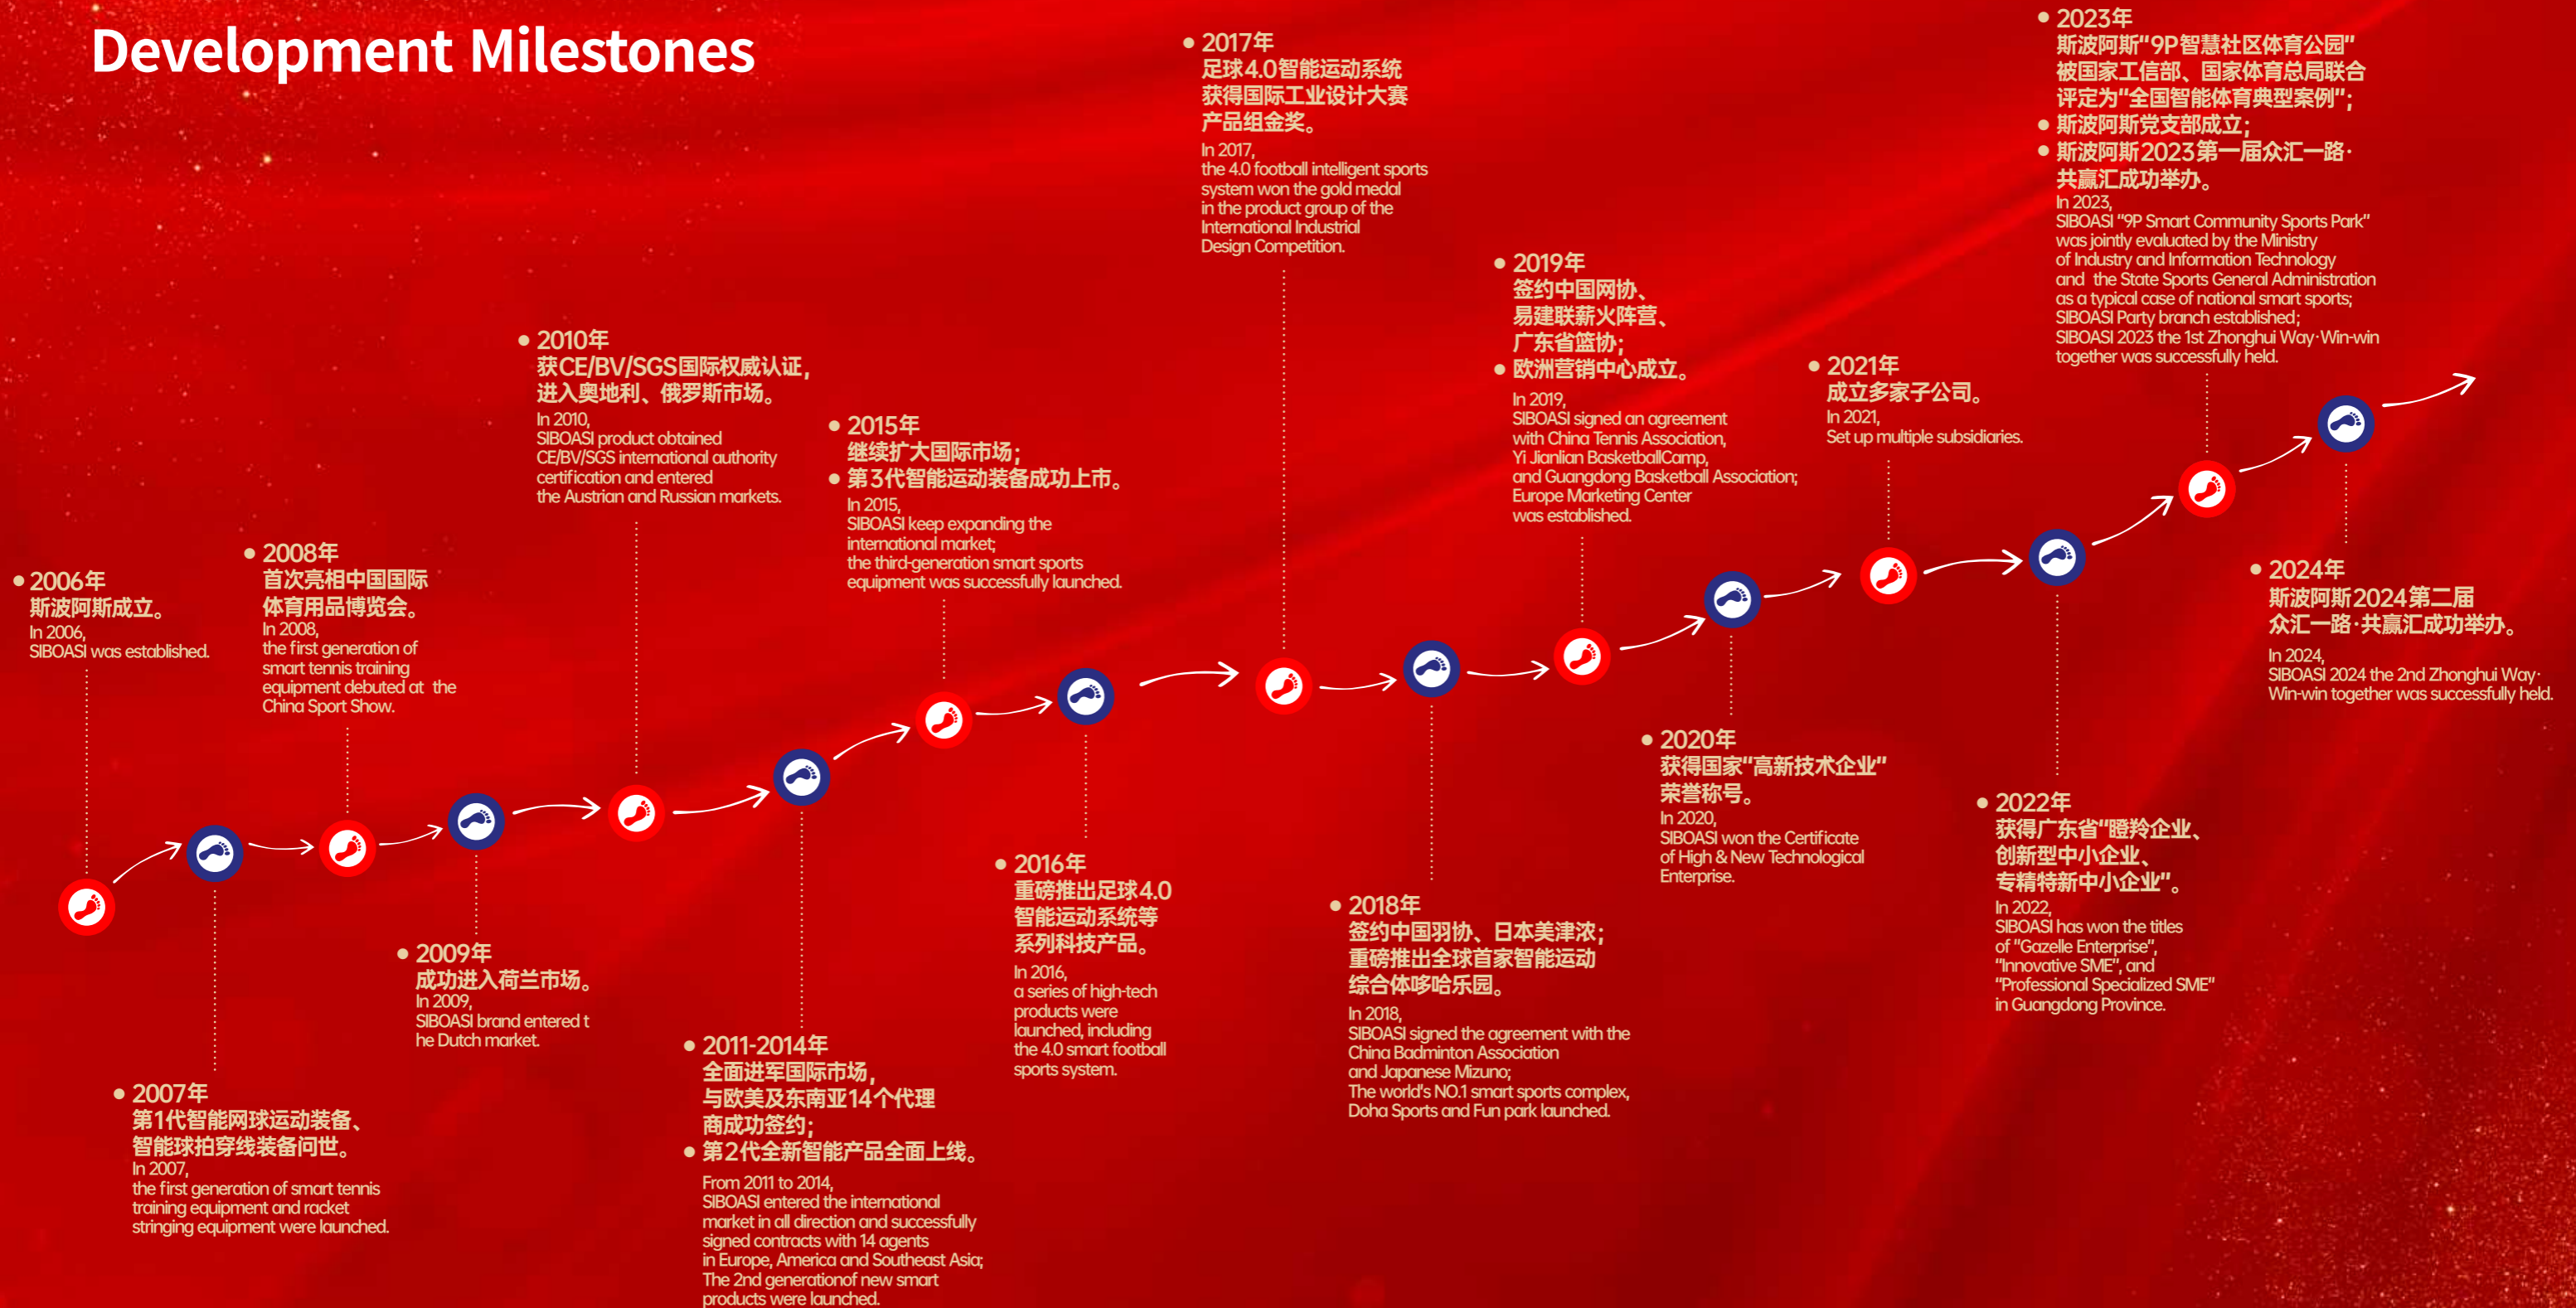 Development Milestones
2006年
斯波阿斯成立。
In 2006,
SIBOASI was established.
2007年
第1代智能网球运动装备、
智能球拍穿线装备问世。
In 2007,
the first generation of smart tennis
training equipment and racket
stringing equipment were launched.
2008年
首次亮相中国国际
体育用品博览会。
In 2008,
the first generation of
smart tennis training
equipment debuted at the
China Sport Show.
2009年
成功进入荷兰市场。
In 2009,
SIBOASI brand entered t
he Dutch market.
2010年
获CE/BV/SGS国际权威认证，
进入奥地利、俄罗斯市场。
In 2010,
SIBOASI product obtained
CE/BV/SGS international authority
certification and entered
the Austrian and Russian markets.
2011-2014年
全面进军国际市场，
与欧美及东南亚14个代理
商成功签约；
第2代全新智能产品全面上线。
From 2011 to 2014,
SIBOASI entered the international
market in all direction and successfully
signed contracts with 14 agents
in Europe, America and Southeast Asia;
The 2nd generationof new smart
products were launched.
2015年
继续扩大国际市场；
第3代智能运动装备成功上市。
In 2015,
SIBOASI keep expanding the
international market;
the third-generation smart sports
equipment was successfully launched.
2016年
重磅推出足球4.0
智能运动系统等
系列科技产品。
In 2016,
a series of high-tech
products were
launched, including
the 4.0 smart football
sports system.
2017年
足球4.0智能运动系统
获得国际工业设计大赛
产品组金奖。
In 2017,
the 4.0 football intelligent sports
system won the gold medal
in the product group of the
International Industrial
Design Competition.
2018年
签约中国羽协、日本美津浓；
重磅推出全球首家智能运动
综合体哆哈乐园。
In 2018,
SIBOASI signed the agreement with the
China Badminton Association
and Japanese Mizuno;
The world's NO.1 smart sports complex,
Doha Sports and Fun park launched.
2019年
签约中国网协、
易建联薪火阵营、
广东省篮协；
欧洲营销中心成立。
In 2019,
SIBOASI signed an agreement
with China Tennis Association,
Yi Jianlian BasketballCamp,
and Guangdong Basketball Association;
Europe Marketing Center
was established.
2020年
获得国家“高新技术企业”
荣誉称号。
In 2020,
SIBOASI won the Certificate
of High & New Technological
Enterprise.
2021年
成立多家子公司。
In 2021,
Set up multiple subsidiaries.
2022年
获得广东省“瞪羚企业、
创新型中小企业、
专精特新中小企业”。
In 2022,
SIBOASI has won the titles
of "Gazelle Enterprise",
"Innovative SME", and
"Professional Specialized SME"
in Guangdong Province.
2023年
斯波阿斯“9P智慧社区体育公园”
被国家工信部、国家体育总局联合
评定为“全国智能体育典型案例”；
斯波阿斯党支部成立；
斯波阿斯2023第一届众汇一路·
共赢汇成功举办。
In 2023,
SIBOASI "9P Smart Community Sports Park"
was jointly evaluated by the Ministry
of Industry and Information Technology
and the State Sports General Administration
as a typical case of national smart sports;
SIBOASI Party branch established;
SIBOASI 2023 the 1st Zhonghui Way·Win-win
together was successfully held.
2024年
斯波阿斯2024第二届
众汇一路·共赢汇成功举办。
In 2024,
SIBOASI 2024 the 2nd Zhonghui Way·
Win-win together was successfully held.